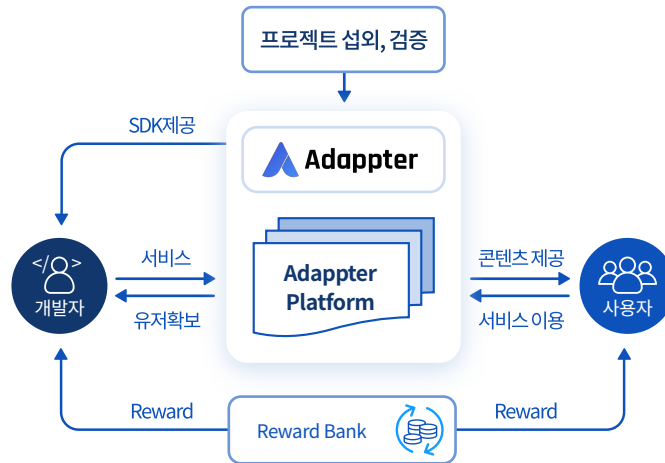 프로젝트 섭외, 검증
SDK제공
Adappter
</>
개발자
서비스
유저확보
Adappter
Platform
콘텐츠 제공
서비스 이용
사용자
Reward
Reward Bank
Reward